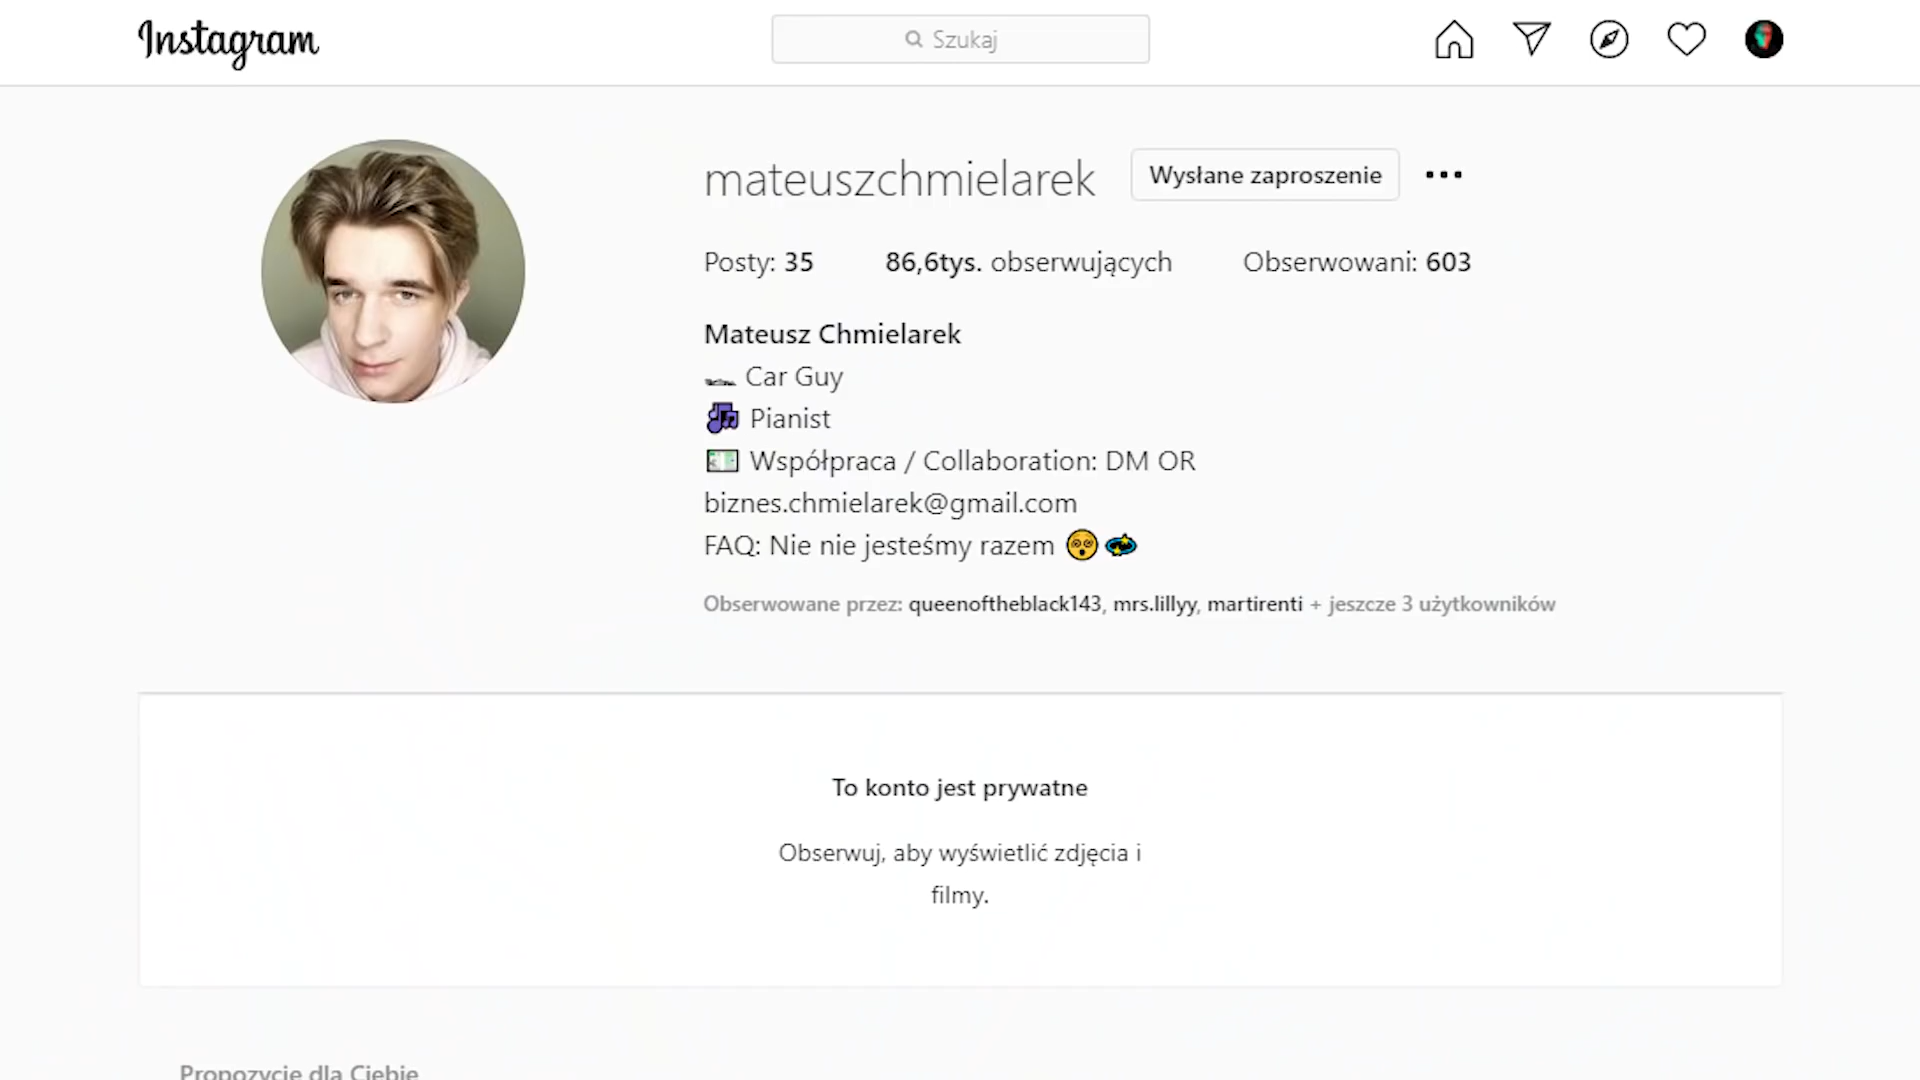 Instagram
Szukaj
mateuszchmielarek
Wysłane zaproszenie
Posty: 35 86,6tys. obserwujących Obserwowani: 603
Mateusz Chmielarek
Car Guy
Pianist
Współpraca / Collaboration: DM OR
biznes.chmielarek@gmail.com
FAQ: Nie nie jesteśmy razem 😵💫
Obserwowane przez: queenoftheblack143, mrs.lillyy, martirenti + jeszcze 3 użytkowników
To konto jest prywatne
Obserwuj, aby wyświetlić zdjęcia i
filmy.
Propozycje dla Ciebie